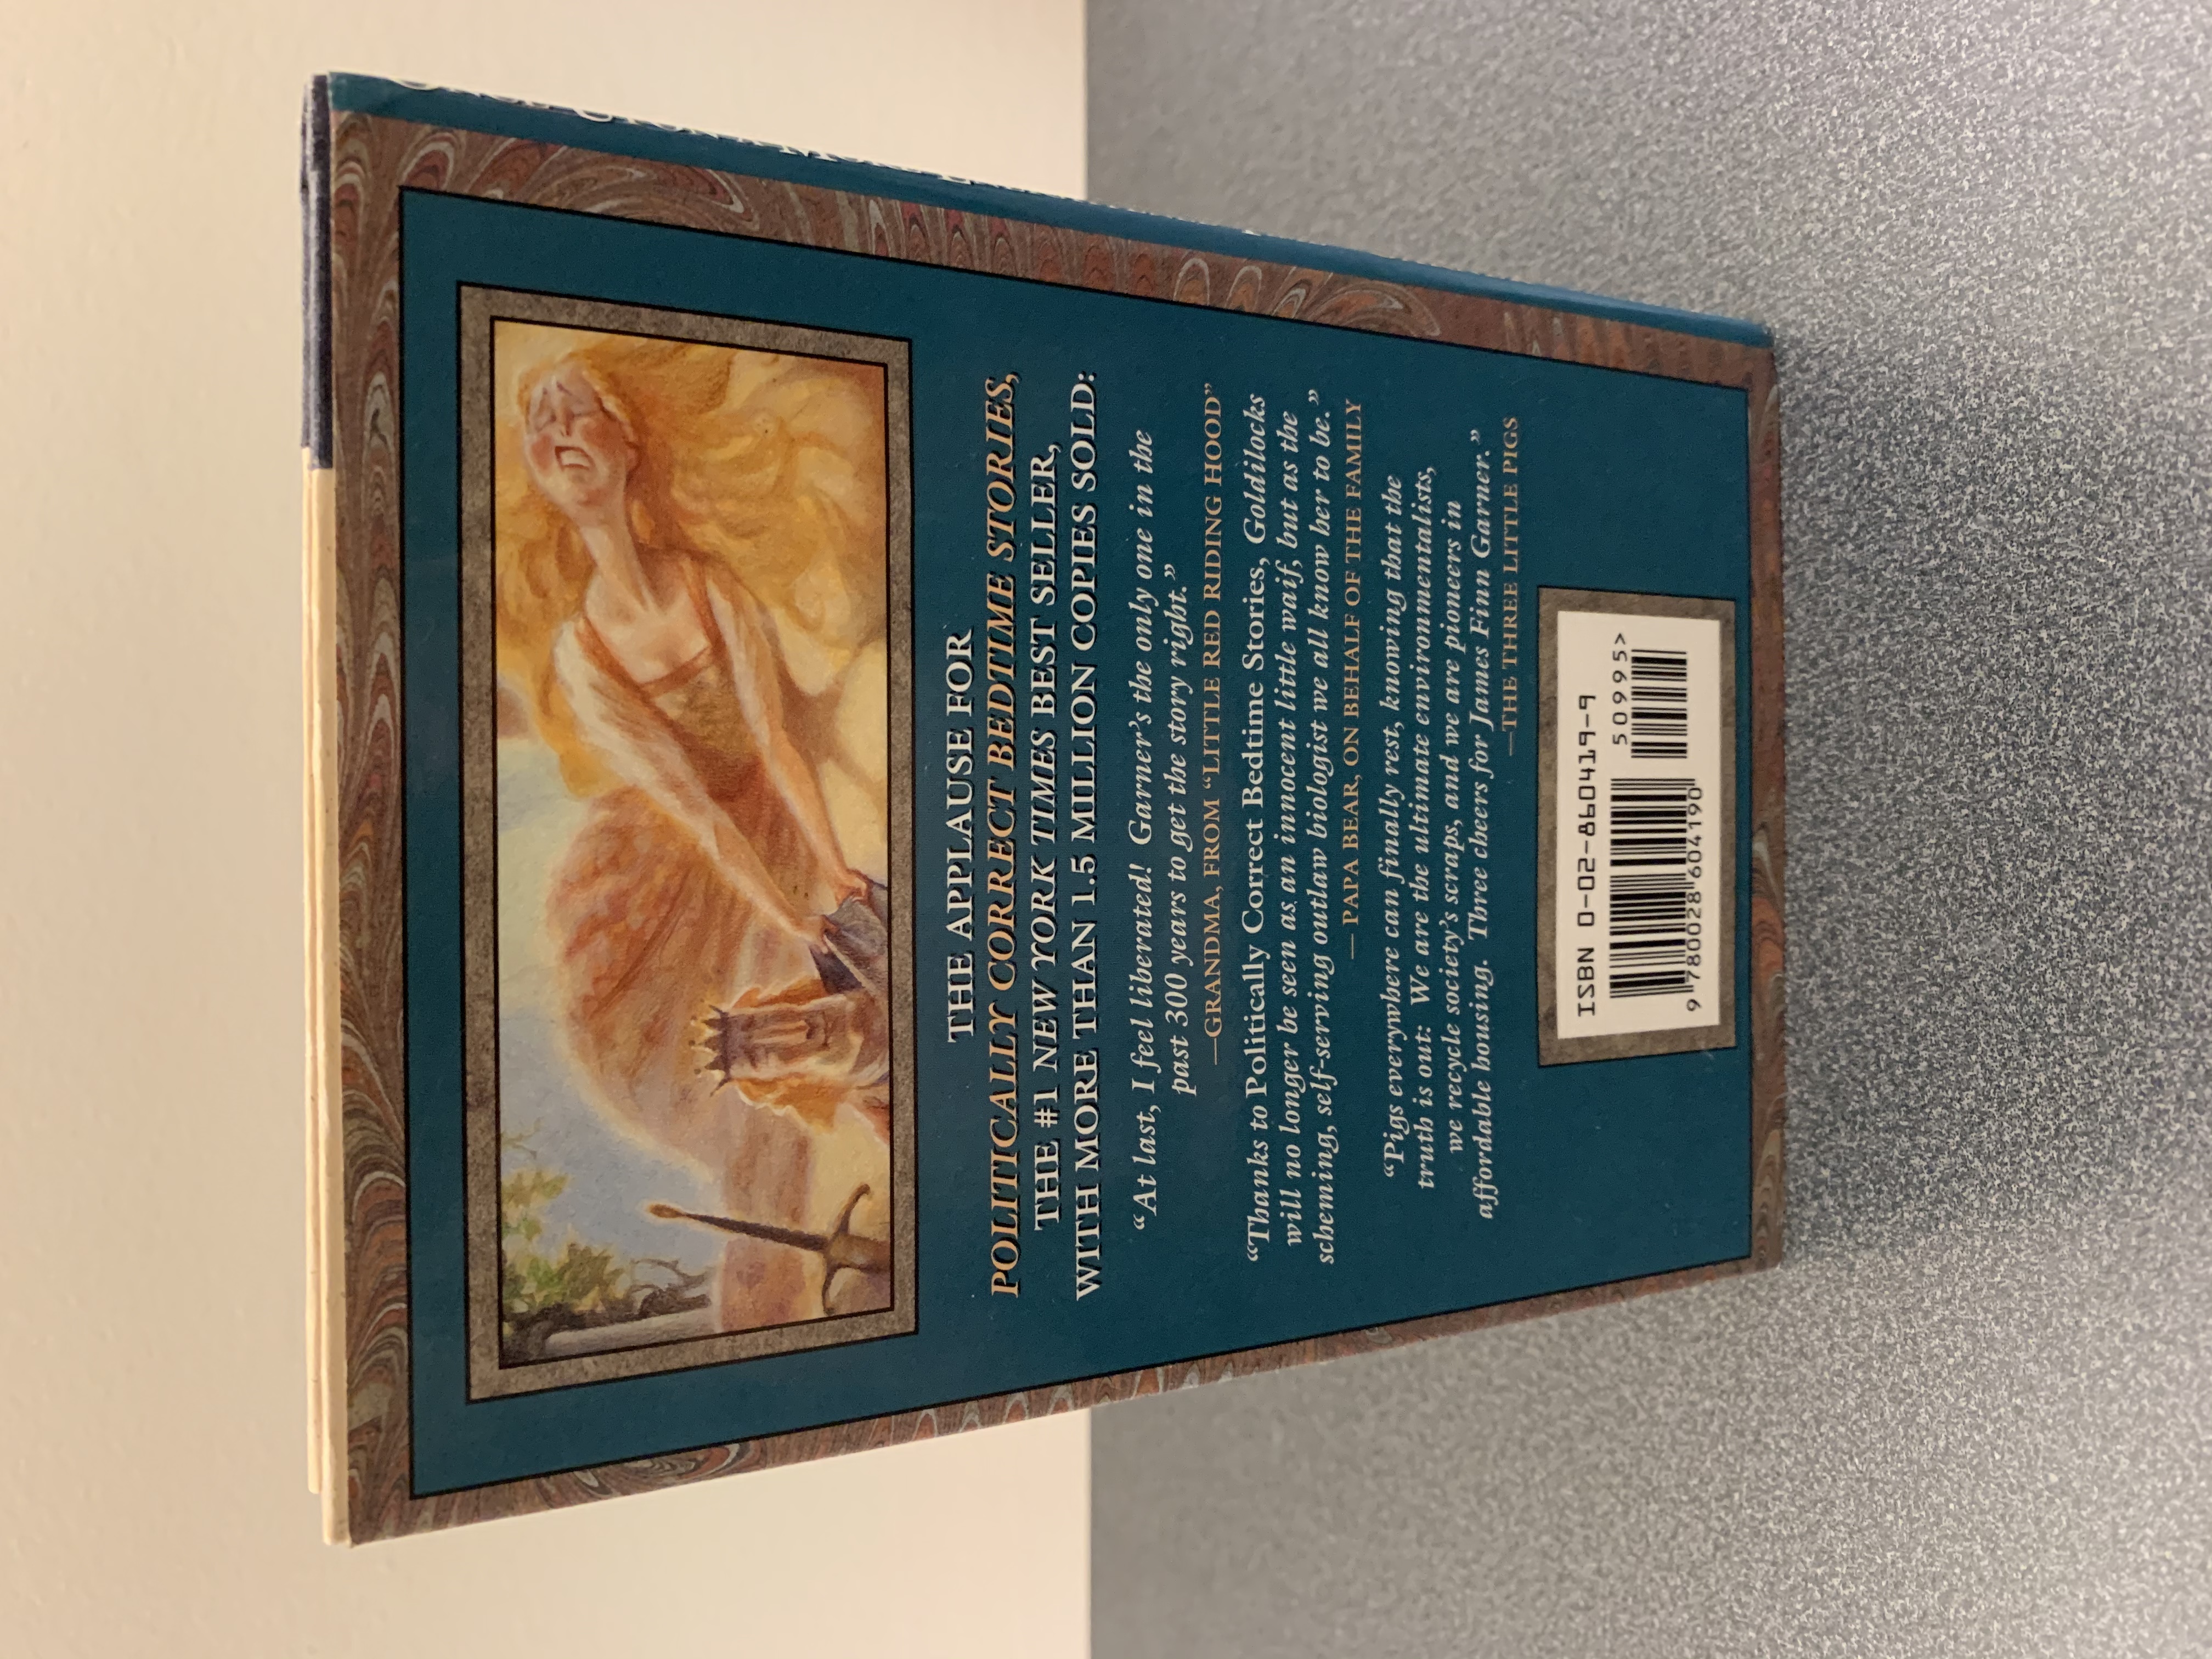 THE APPLAUSE FOR
POLITICALLY CORRECT BEDTIME STORIES,
THE #1 NEW YORK TIMES BEST SELLER,
WITH MORE THAN 1.5 MILLION COPIES SOLD:
“At last, I feel liberated! Garner’s the only one in the
past 300 years to get the story right.”
—GRANDMA, FROM “LITTLE RED RIDING HOOD”
“Thanks to Politically Correct Bedtime Stories, Goldilocks
will no longer be seen as an innocent little waif, but as the
scheming, self-serving outlaw biologist we all know her to be.”
— PAPA BEAR, ON BEHALF OF THE FAMILY
“Pigs everywhere can finally rest, knowing that the
truth is out: We are the ultimate environmentalists,
we recycle society’s scraps, and we are pioneers in
affordable housing. Three cheers for James Finn Garner.”
—THE THREE LITTLE PIGS
ISBN 0-02-860419-9
50995>
9 780028 604190